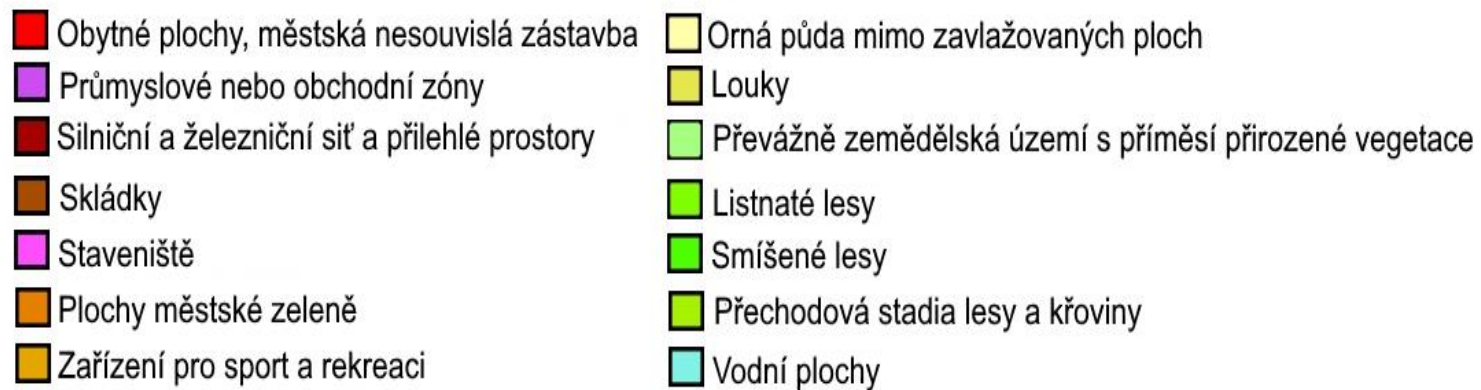 Obytné plochy, městská nesouvislá zástavba
Průmyslové nebo obchodní zóny
Silniční a železniční siť a přilehlé prostory
Skládky
Staveniště
Plochy městské zeleně
Zařízení pro sport a rekreaci
Orná půda mimo zavlažovaných ploch
Louky
Převážně zemědělská území s příměsí přirozené vegetace
Listnaté lesy
Smíšené lesy
Přechodová stadia lesy a křoviny
Vodní plochy